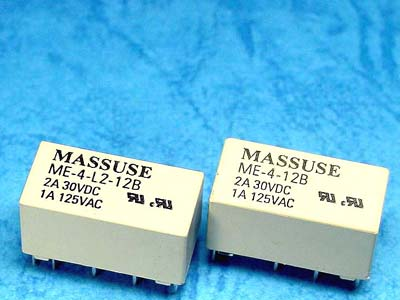 MASSUSE
ME-4-L2-12B
2A 30VDC
1A 125VAC
MASSUSE
ME-4-12B
2A 30VDC
1A 125VAC